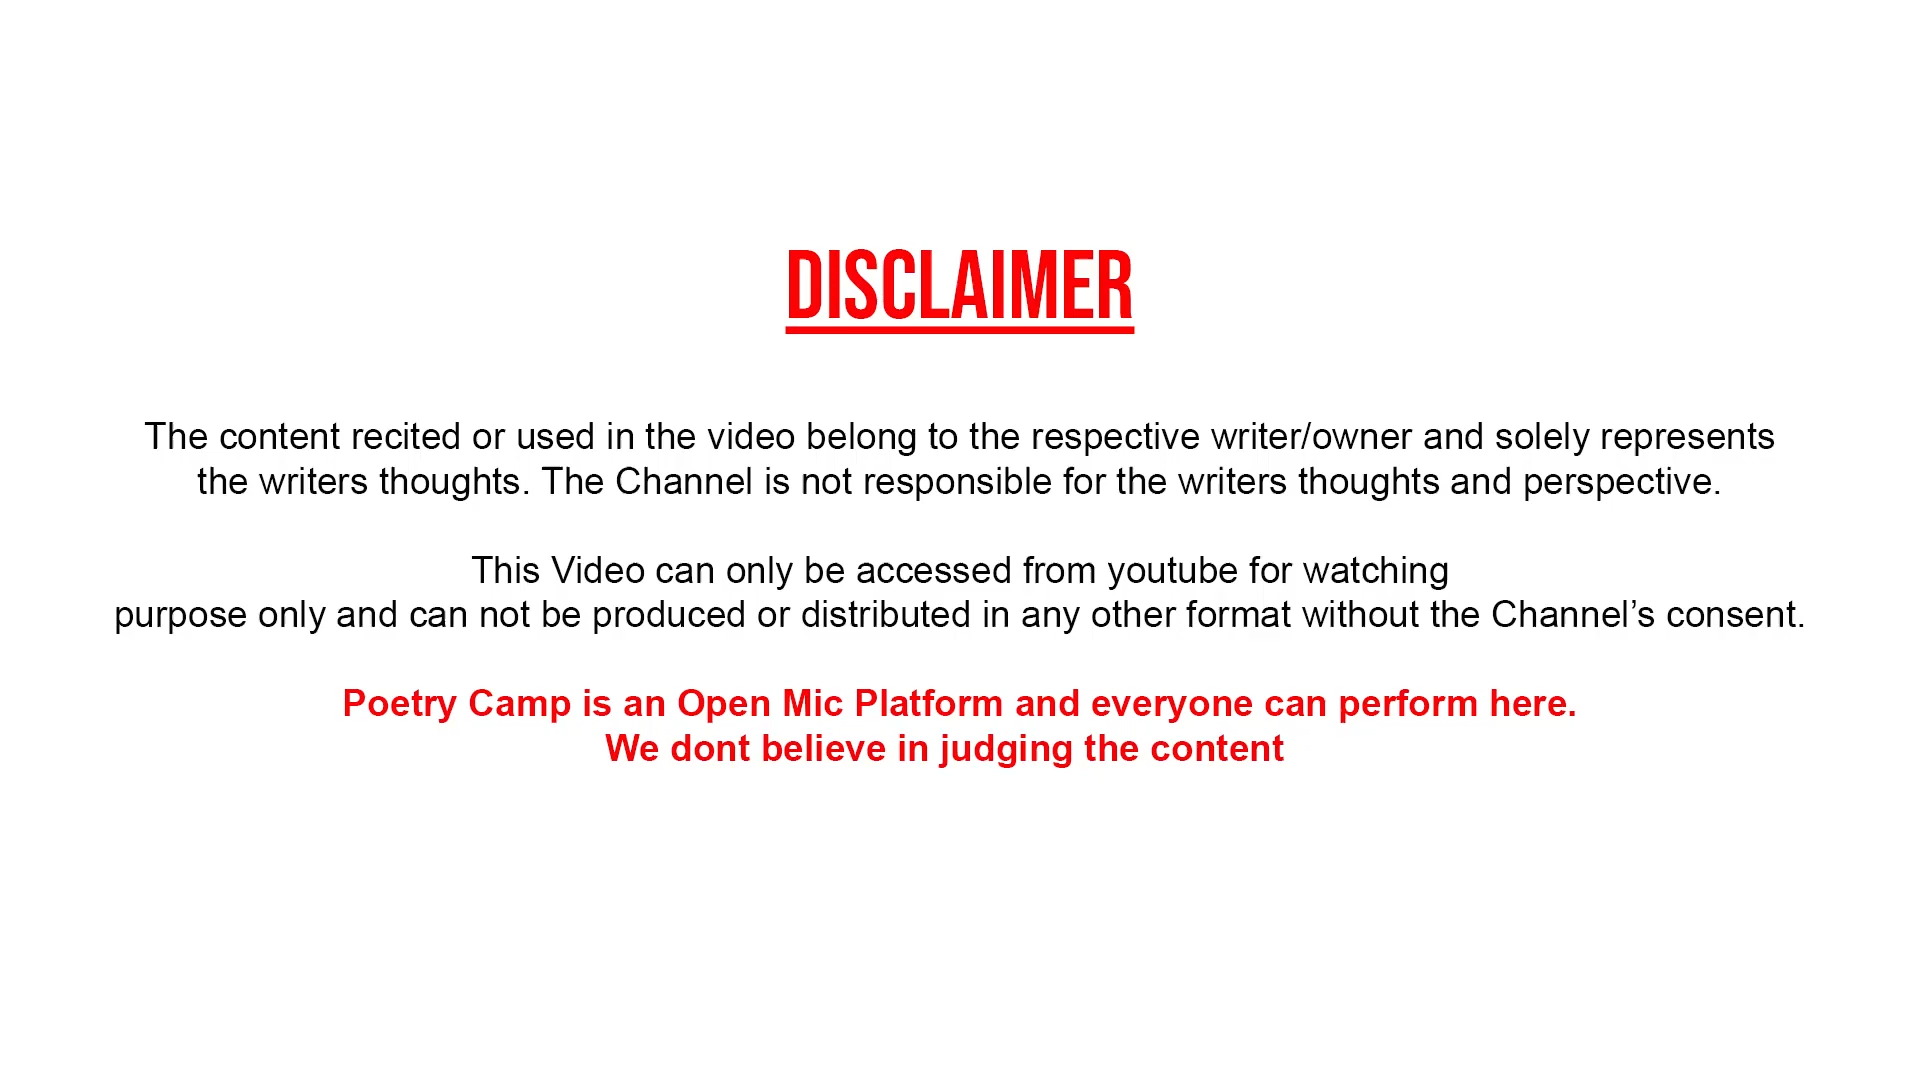 DISCLAIMER
The content recited or used in the video belong to the respective writer/owner and solely represents
the writers thoughts. The Channel is not responsible for the writers thoughts and perspective.
This Video can only be accessed from youtube for watching
purpose only and can not be produced or distributed in any other format without the Channel’s consent.
Poetry Camp is an Open Mic Platform and everyone can perform here.
We dont believe in judging the content